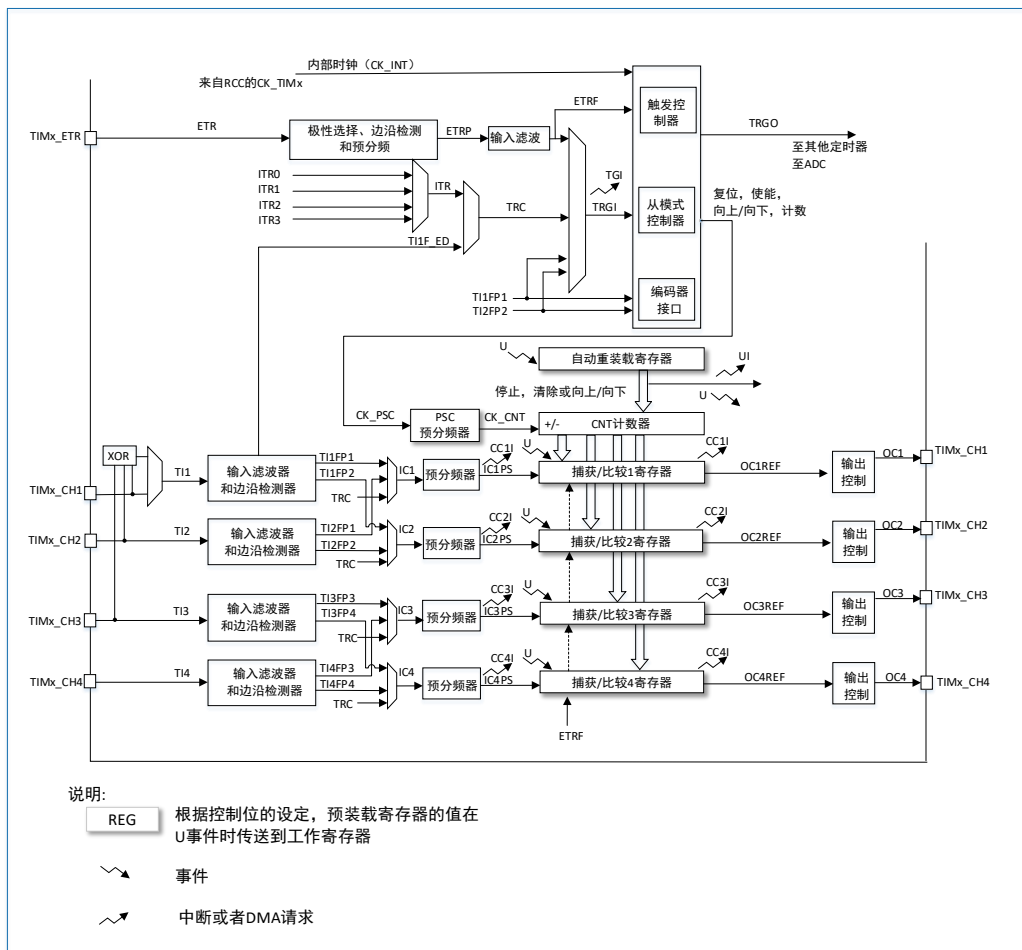 内部时钟（CK_INT）
来自RCC的CK_TIMx
ETRF
触发控
制器
TIMx_ETR
ETR
极性选择、边沿检测
和预分频
ETRP
输入滤波
TRGO
至其他定时器
至ADC
ITR0
ITR1
ITR2
ITR3
ITR
TRC
TGI
TRGI
从模式
控制器
复位，使能，
向上/向下，计数
TI1F_ED
TI1FP1
TI2FP2
编码器
接口
U
自动重装载寄存器
UI
U
停止，清除或向上/向下
CK_PSC
PSC
预分频器
CK_CNT
+/-
CNT计数器
XOR
TI1
TIMx_CH1
输入滤波器
和边沿检测器
TI1FP1
TI1FP2
TRC
IC1
预分频器
CC1I
IC1PS
U
捕获/比较1寄存器
CC1I
OC1REF
输出
控制
OC1
TIMx_CH1
TIMx_CH2
TI2
输入滤波器
和边沿检测器
TI2FP1
TI2FP2
TRC
IC2
预分频器
CC2I
IC2PS
U
捕获/比较2寄存器
CC2I
OC2REF
输出
控制
OC2
TIMx_CH2
TIMx_CH3
TI3
输入滤波器
和边沿检测器
TI3FP3
TI3FP4
TRC
IC3
预分频器
CC3I
IC3PS
U
捕获/比较3寄存器
CC3I
OC3REF
输出
控制
OC3
TIMx_CH3
TIMx_CH4
TI4
输入滤波器
和边沿检测器
TI4FP3
TI4FP4
TRC
IC4
预分频器
CC4I
IC4PS
U
捕获/比较4寄存器
CC4I
OC4REF
输出
控制
OC4
TIMx_CH4
ETRF
说明:
REG
根据控制位的设定，预装载寄存器的值在
U事件时传送到工作寄存器
事件
中断或者DMA请求